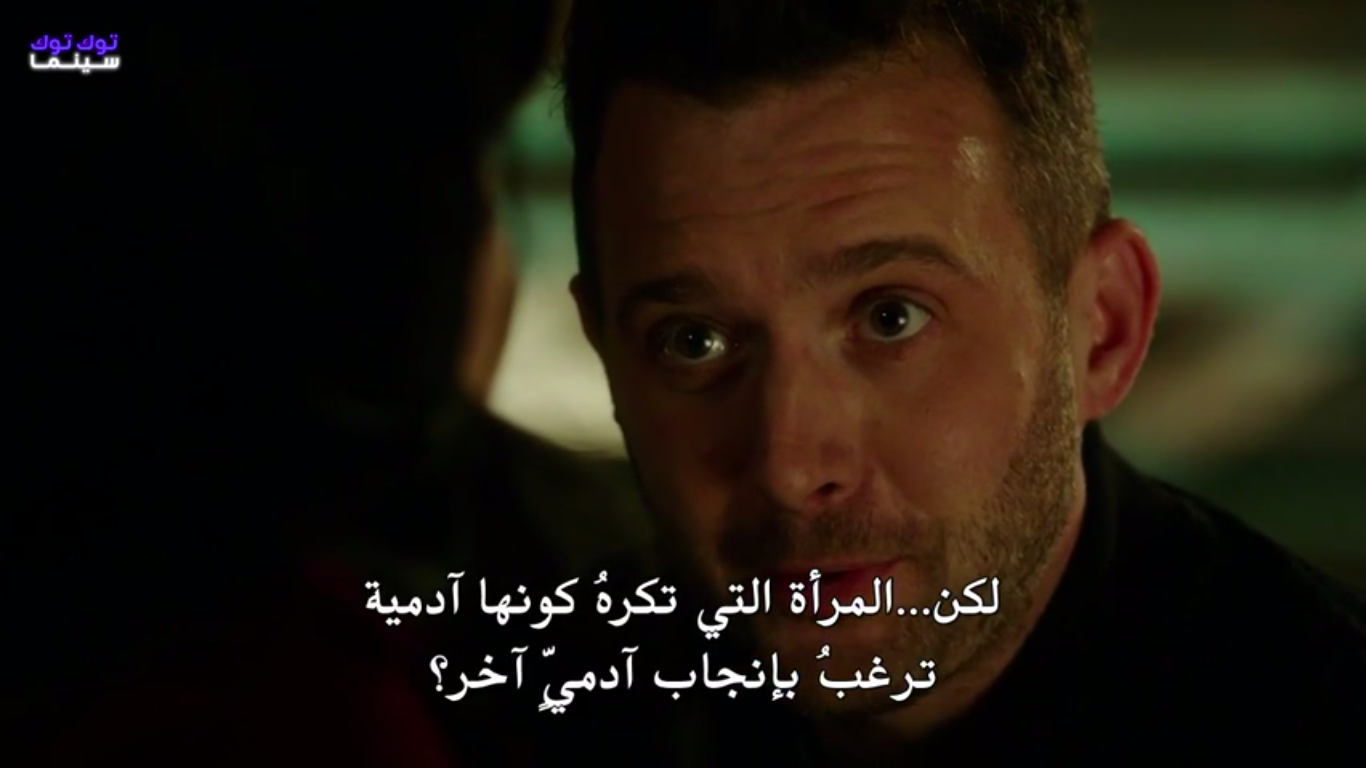 توك توك
سينما
لكن...المرأة التي تكرهُ كونها آدمية
ترغبُ بإنجاب آدميٍّ آخر؟